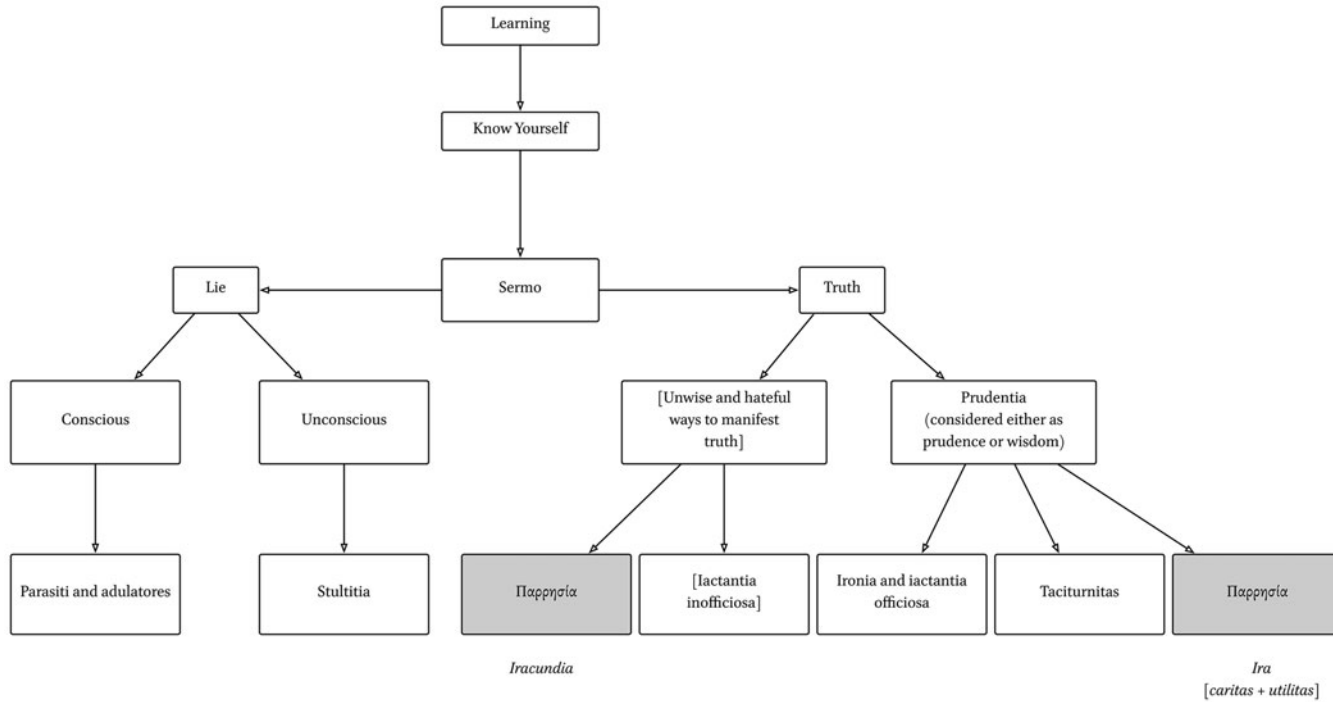 Learning
Know Yourself
Lie
Sermo
Truth
Conscious
Unconscious
[Unwise and hateful
ways to manifest
truth]
Prudentia
(considered either as
prudence or wisdom)
Parasiti and adulatores
Stultitia
Παρρησία
[Iactantia
inofficiosa]
Ironia and iactantia
officiosa
Taciturnitas
Παρρησία
Iracundia
Ira
[caritas + utilitas]